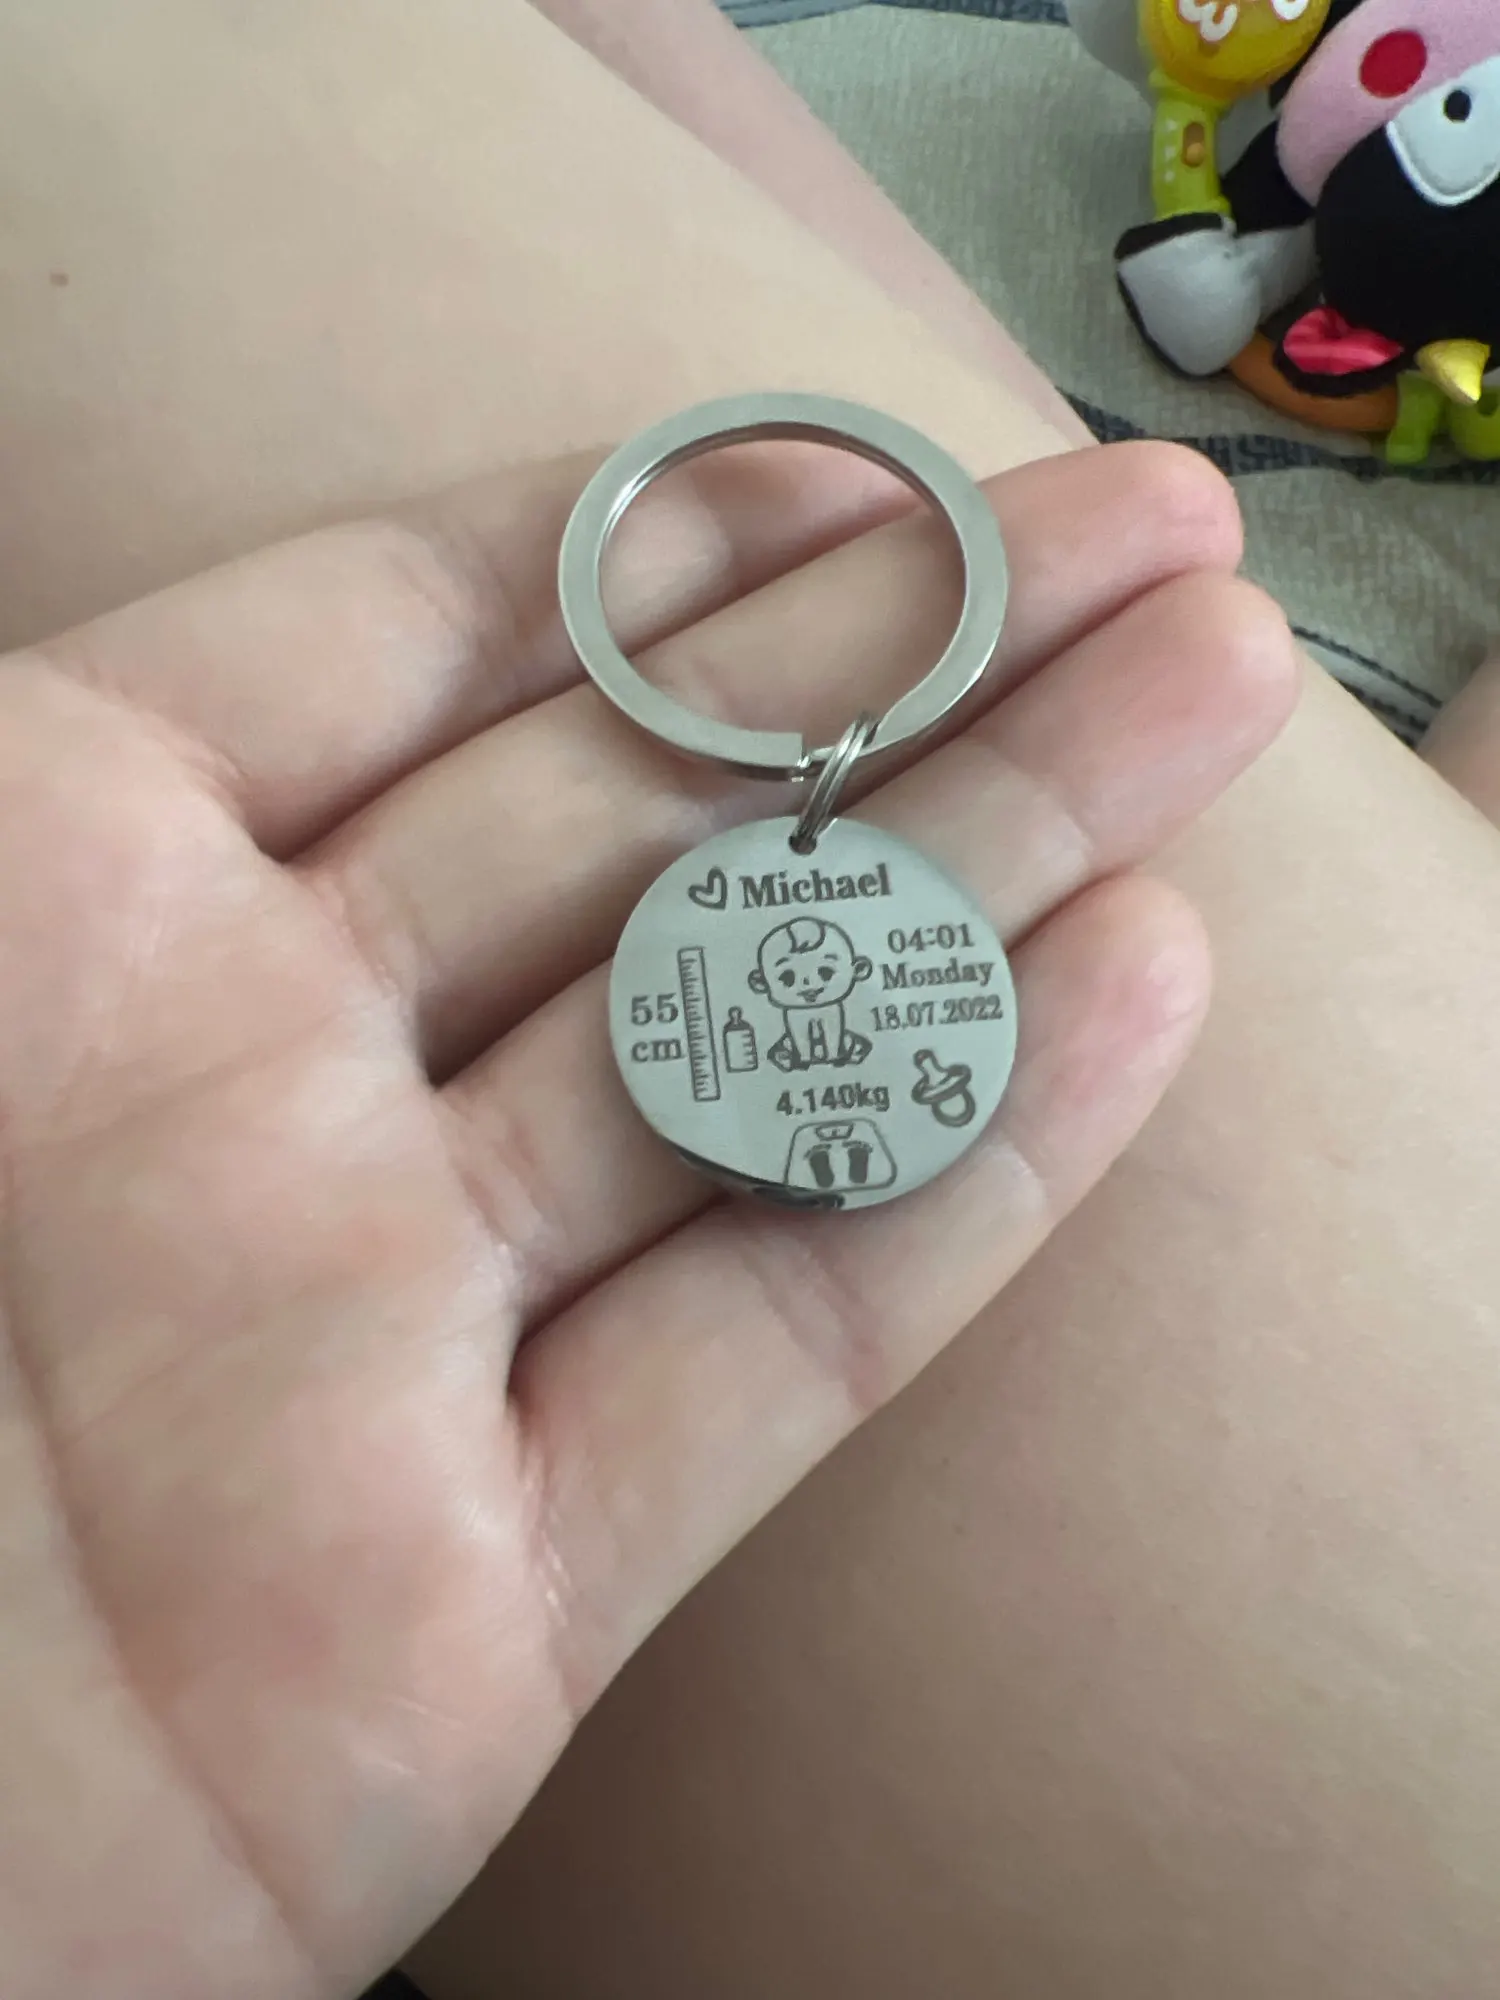 Michael
04:01
Monday
18.07.2022
55
cm
4.140kg